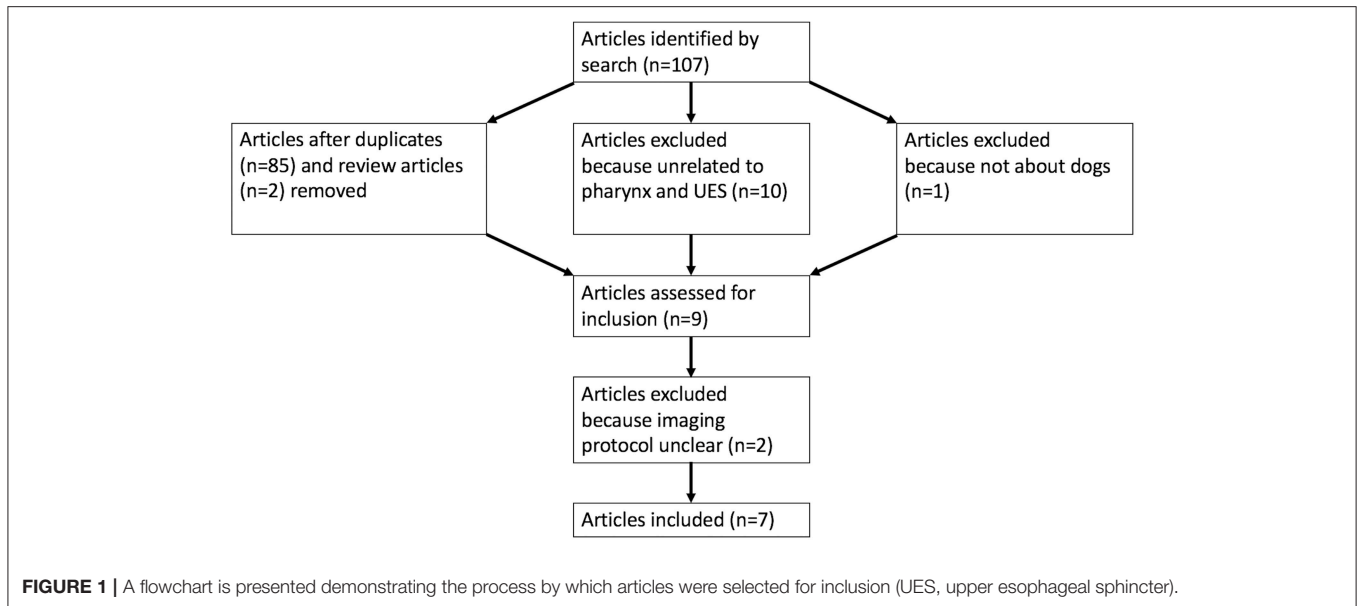 Articles identified by
search (n=107)
Articles after duplicates
(n=85) and review articles
(n=2) removed
Articles excluded
because unrelated to
pharynx and UES (n=10)
Articles excluded
because not about dogs
(n=1)
Articles assessed for
inclusion (n=9)
Articles excluded
because imaging
protocol unclear (n=2)
Articles included (n=7)
FIGURE 1 | A flowchart is presented demonstrating the process by which articles were selected for inclusion (UES, upper esophageal sphincter).